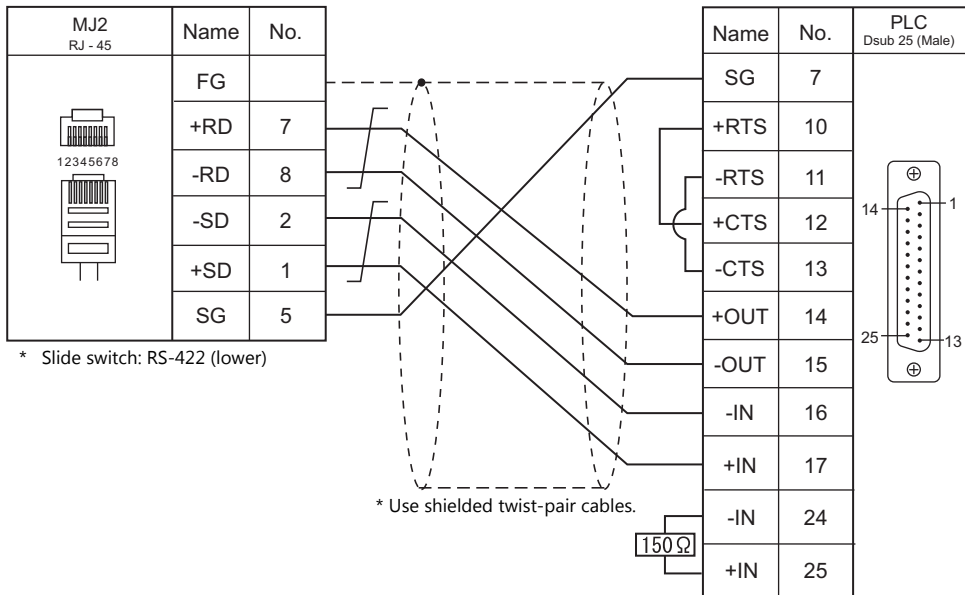 MJ2
RJ - 45
Name No.
FG
+RD 7
-RD 8
-SD 2
+SD 1
SG 5
12345678
* Slide switch: RS-422 (lower)
* Use shielded twist-pair cables.
150Ω
Name No.
PLC
Dsub 25 (Male)
SG 7
+RTS 10
-RTS 11
+CTS 12
-CTS 13
+OUT 14
-OUT 15
-IN 16
+IN 17
-IN 24
+IN 25
14 1
25 13